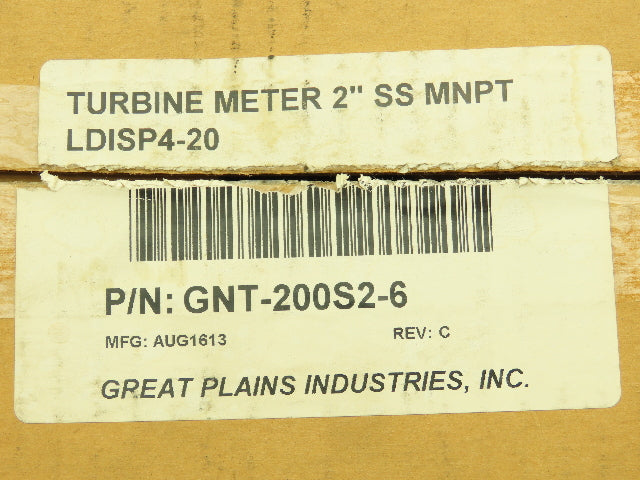 TURBINE METER 2" SS MNPT
LDISP4-20
P/N: GNT-200S2-6
MFG: AUG1613
REV: C
GREAT PLAINS INDUSTRIES, INC.